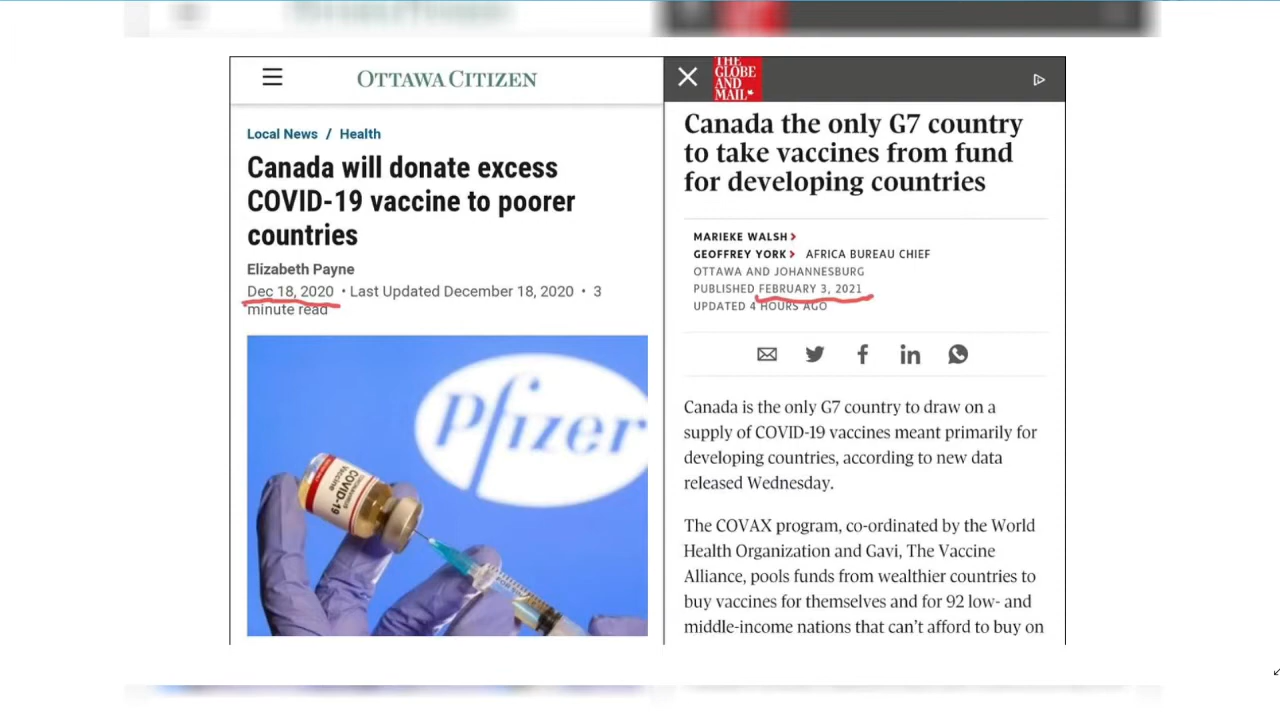 OTTAWA CITIZEN
Local News / Health
Canada will donate excess
COVID-19 vaccine to poorer
countries
Elizabeth Payne
Dec 18, 2020 • Last Updated December 18, 2020 • 3
minute read
Pfizer
COVID-19
Vaccine
THE
GLOBE
AND
MAIL
Canada the only G7 country
to take vaccines from fund
for developing countries
MARIEKE WALSH >
GEOFFREY YORK > AFRICA BUREAU CHIEF
OTTAWA AND JOHANNESBURG
PUBLISHED FEBRUARY 3, 2021
UPDATED 4 HOURS AGO
Canada is the only G7 country to draw on a
supply of COVID-19 vaccines meant primarily for
developing countries, according to new data
released Wednesday.
The COVAX program, co-ordinated by the World
Health Organization and Gavi, The Vaccine
Alliance, pools funds from wealthier countries to
buy vaccines for themselves and for 92 low- and
middle-income nations that can't afford to buy on